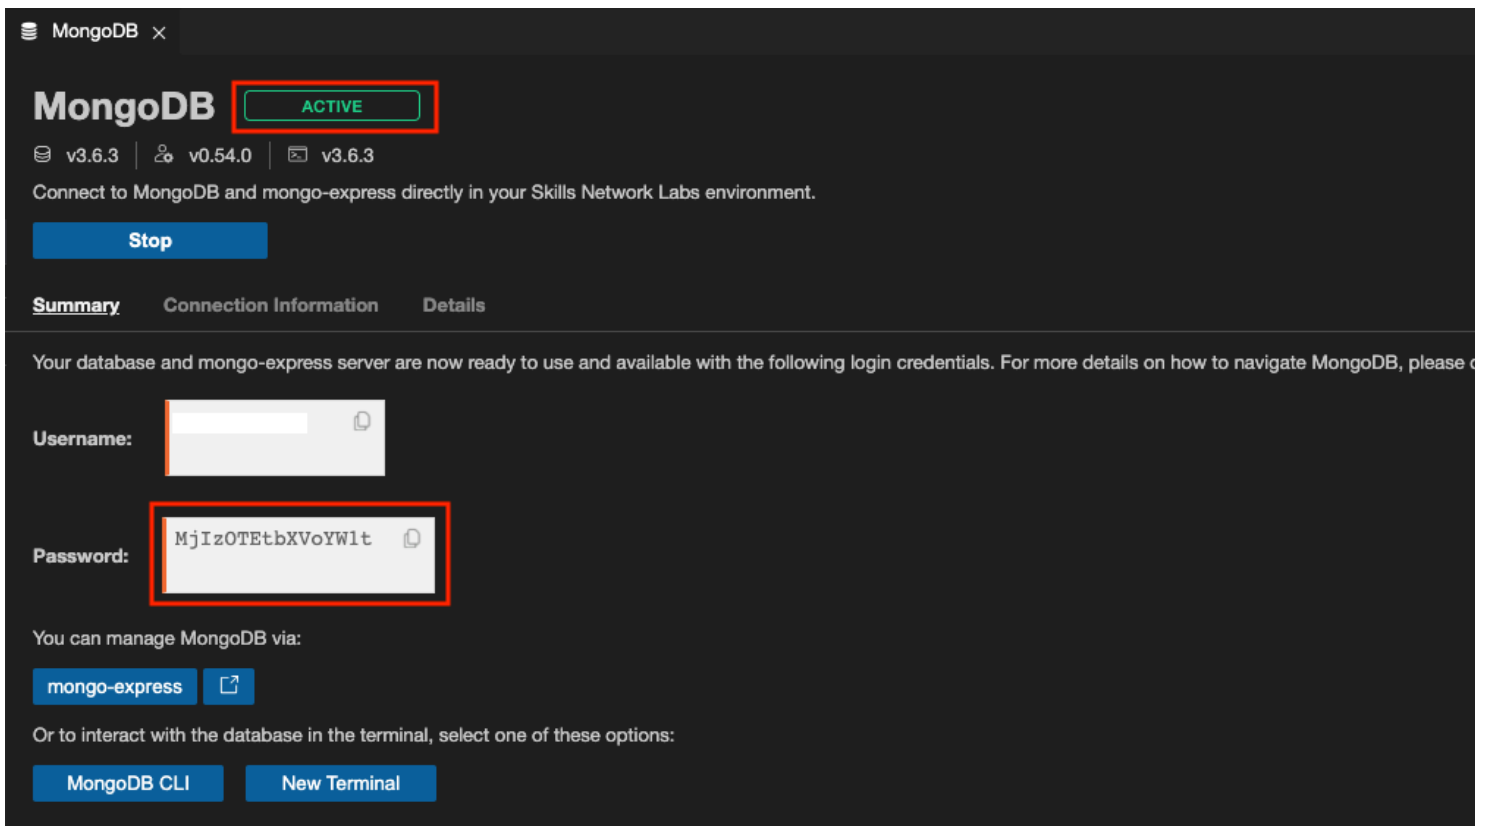 MongoDB
MongoDB ACTIVE
v3.6.3 v0.54.0 v3.6.3
Connect to MongoDB and mongo-express directly in your Skills Network Labs environment.
Stop
Summary Connection Information Details
Your database and mongo-express server are now ready to use and available with the following login credentials. For more details on how to navigate MongoDB, please
Username:
Password: MjIzOTEtbXVoYW1t
You can manage MongoDB via:
mongo-express
Or to interact with the database in the terminal, select one of these options:
MongoDB CLI New Terminal